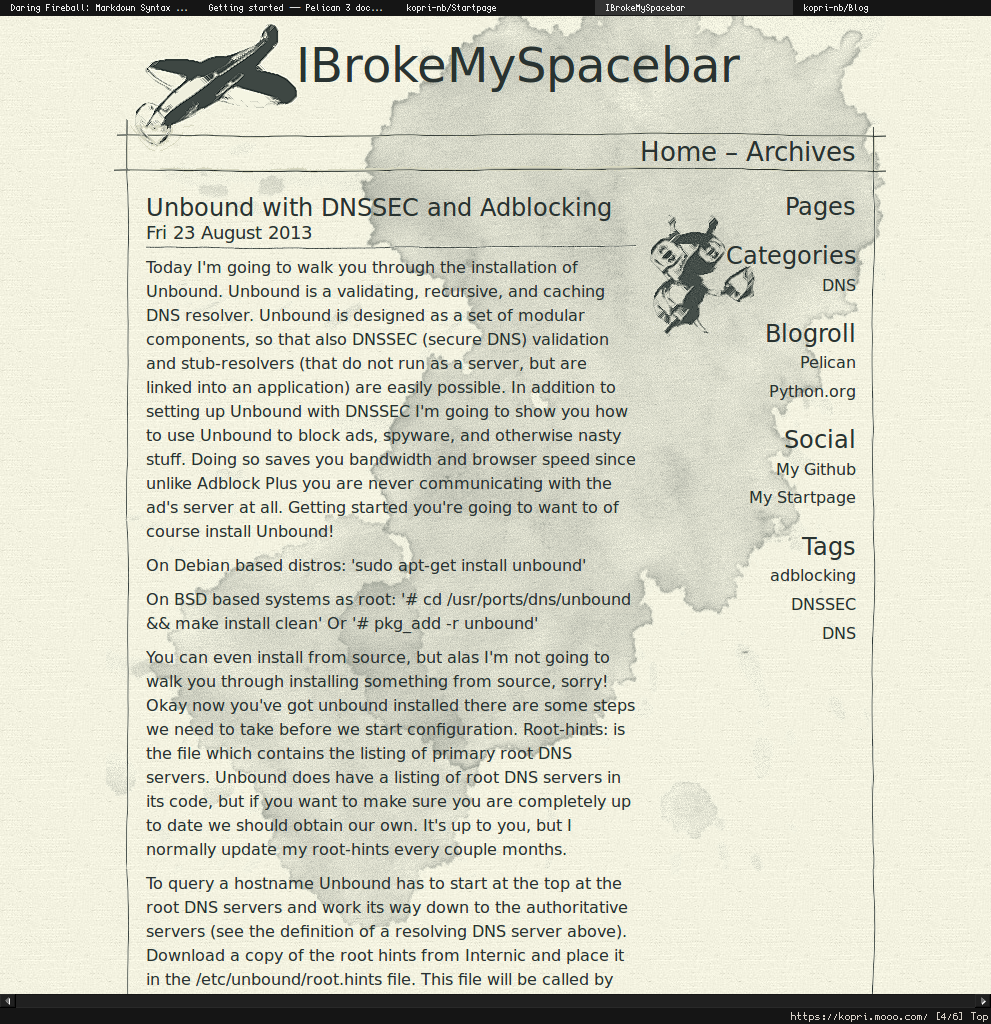 Daring Fireball: Markdown Syntax ...
Getting started — Pelican 3 doc...
kopri-nb/Startpage
IBrokeMySpacebar
kopri-nb/Blog
IBrokeMySpacebar
Home – Archives
Unbound with DNSSEC and Adblocking
Fri 23 August 2013
Today I'm going to walk you through the installation of
Unbound. Unbound is a validating, recursive, and caching
DNS resolver. Unbound is designed as a set of modular
components, so that also DNSSEC (secure DNS) validation
and stub-resolvers (that do not run as a server, but are
linked into an application) are easily possible. In addition to
setting up Unbound with DNSSEC I'm going to show you how
to use Unbound to block ads, spyware, and otherwise nasty
stuff. Doing so saves you bandwidth and browser speed since
unlike Adblock Plus you are never communicating with the
ad's server at all. Getting started you're going to want to of
course install Unbound!
On Debian based distros: 'sudo apt-get install unbound'
On BSD based systems as root: '# cd /usr/ports/dns/unbound
&& make install clean' Or '# pkg_add -r unbound'
You can even install from source, but alas I'm not going to
walk you through installing something from source, sorry!
Okay now you've got unbound installed there are some steps
we need to take before we start configuration. Root-hints: is
the file which contains the listing of primary root DNS
servers. Unbound does have a listing of root DNS servers in
its code, but if you want to make sure you are completely up
to date we should obtain our own. It's up to you, but I
normally update my root-hints every couple months.
To query a hostname Unbound has to start at the top at the
root DNS servers and work its way down to the authoritative
servers (see the definition of a resolving DNS server above).
Download a copy of the root hints from Internic and place it
in the /etc/unbound/root.hints file. This file will be called by
Pages
Categories
DNS
Blogroll
Pelican
Python.org
Social
My Github
My Startpage
Tags
adblocking
DNSSEC
DNS
https://kopri.mooo.com/ [4/6] Top